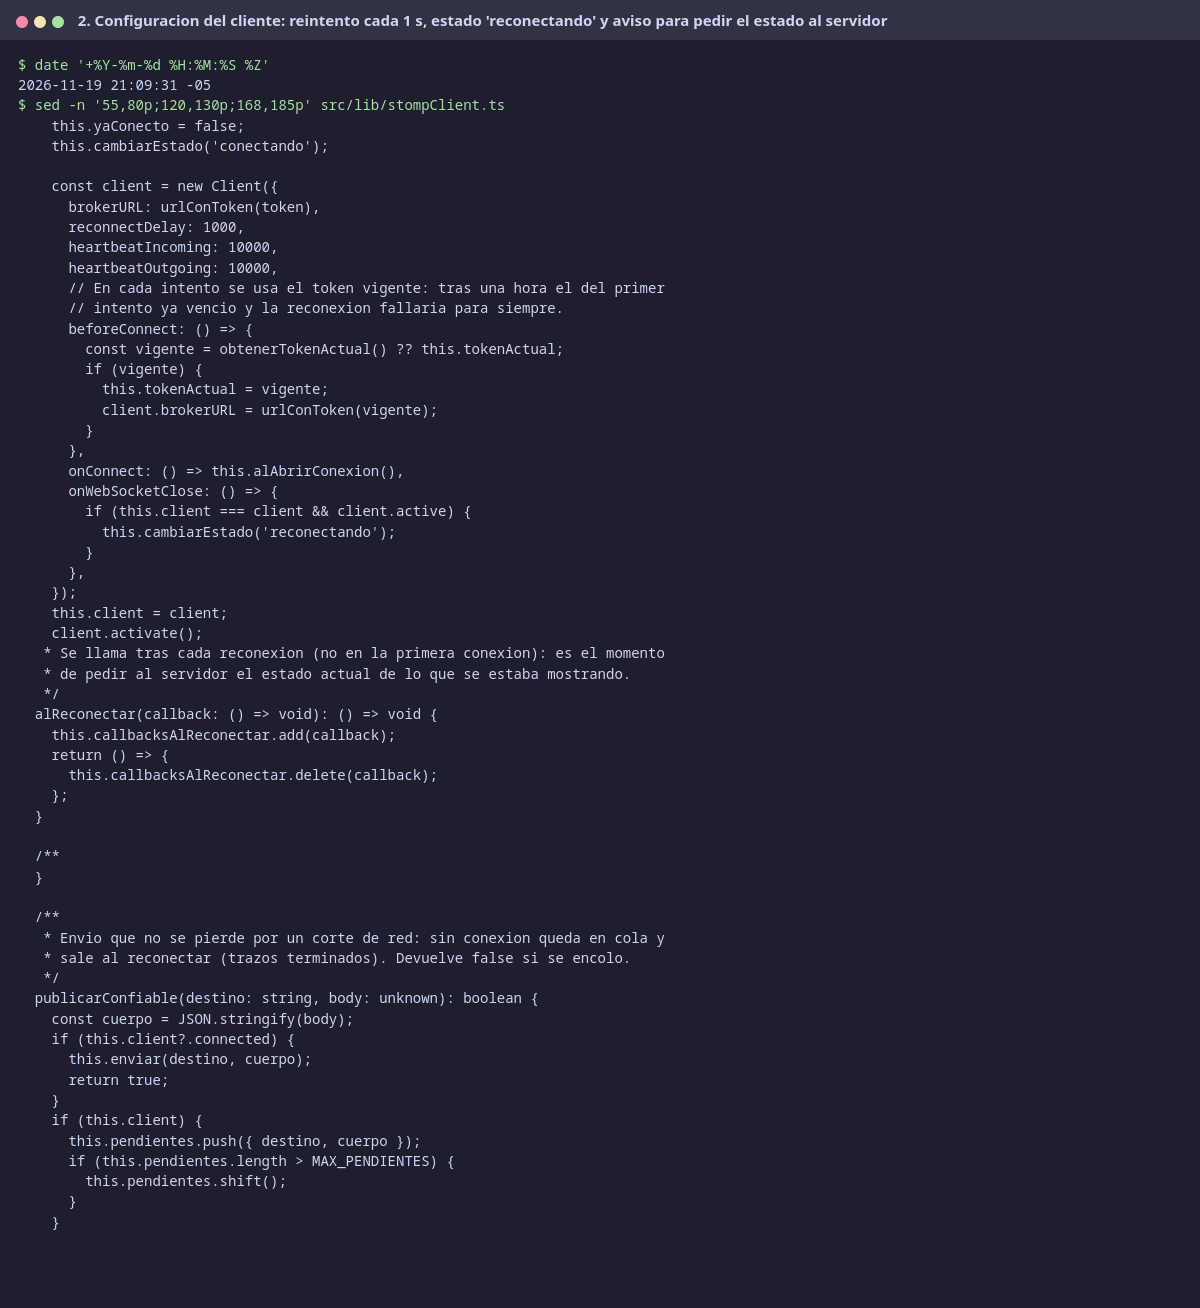 2. Configuracion del cliente: reintento cada 1 s, estado 'reconectando' y aviso para pedir el estado al servidor
$ date '+%Y-%m-%d %H:%M:%S %Z'
2026-11-19 21:09:31 -05
$ sed -n '55,80p;120,130p;168,185p' src/lib/stompClient.ts
    this.yaConecto = false;
    this.cambiarEstado('conectando');

    const client = new Client({
      brokerURL: urlConToken(token),
      reconnectDelay: 1000,
      heartbeatIncoming: 10000,
      heartbeatOutgoing: 10000,
      // En cada intento se usa el token vigente: tras una hora el del primer
      // intento ya vencio y la reconexion fallaria para siempre.
      beforeConnect: () => {
        const vigente = obtenerTokenActual() ?? this.tokenActual;
        if (vigente) {
          this.tokenActual = vigente;
          client.brokerURL = urlConToken(vigente);
        }
      },
      onConnect: () => this.alAbrirConexion(),
      onWebSocketClose: () => {
        if (this.client === client && client.active) {
          this.cambiarEstado('reconectando');
        }
      },
    });
    this.client = client;
    client.activate();
   * Se llama tras cada reconexion (no en la primera conexion): es el momento
   * de pedir al servidor el estado actual de lo que se estaba mostrando.
   */
  alReconectar(callback: () => void): () => void {
    this.callbacksAlReconectar.add(callback);
    return () => {
      this.callbacksAlReconectar.delete(callback);
    };
  }

  /**
  }

  /**
   * Envio que no se pierde por un corte de red: sin conexion queda en cola y
   * sale al reconectar (trazos terminados). Devuelve false si se encolo.
   */
  publicarConfiable(destino: string, body: unknown): boolean {
    const cuerpo = JSON.stringify(body);
    if (this.client?.connected) {
      this.enviar(destino, cuerpo);
      return true;
    }
    if (this.client) {
      this.pendientes.push({ destino, cuerpo });
      if (this.pendientes.length > MAX_PENDIENTES) {
        this.pendientes.shift();
      }
    }